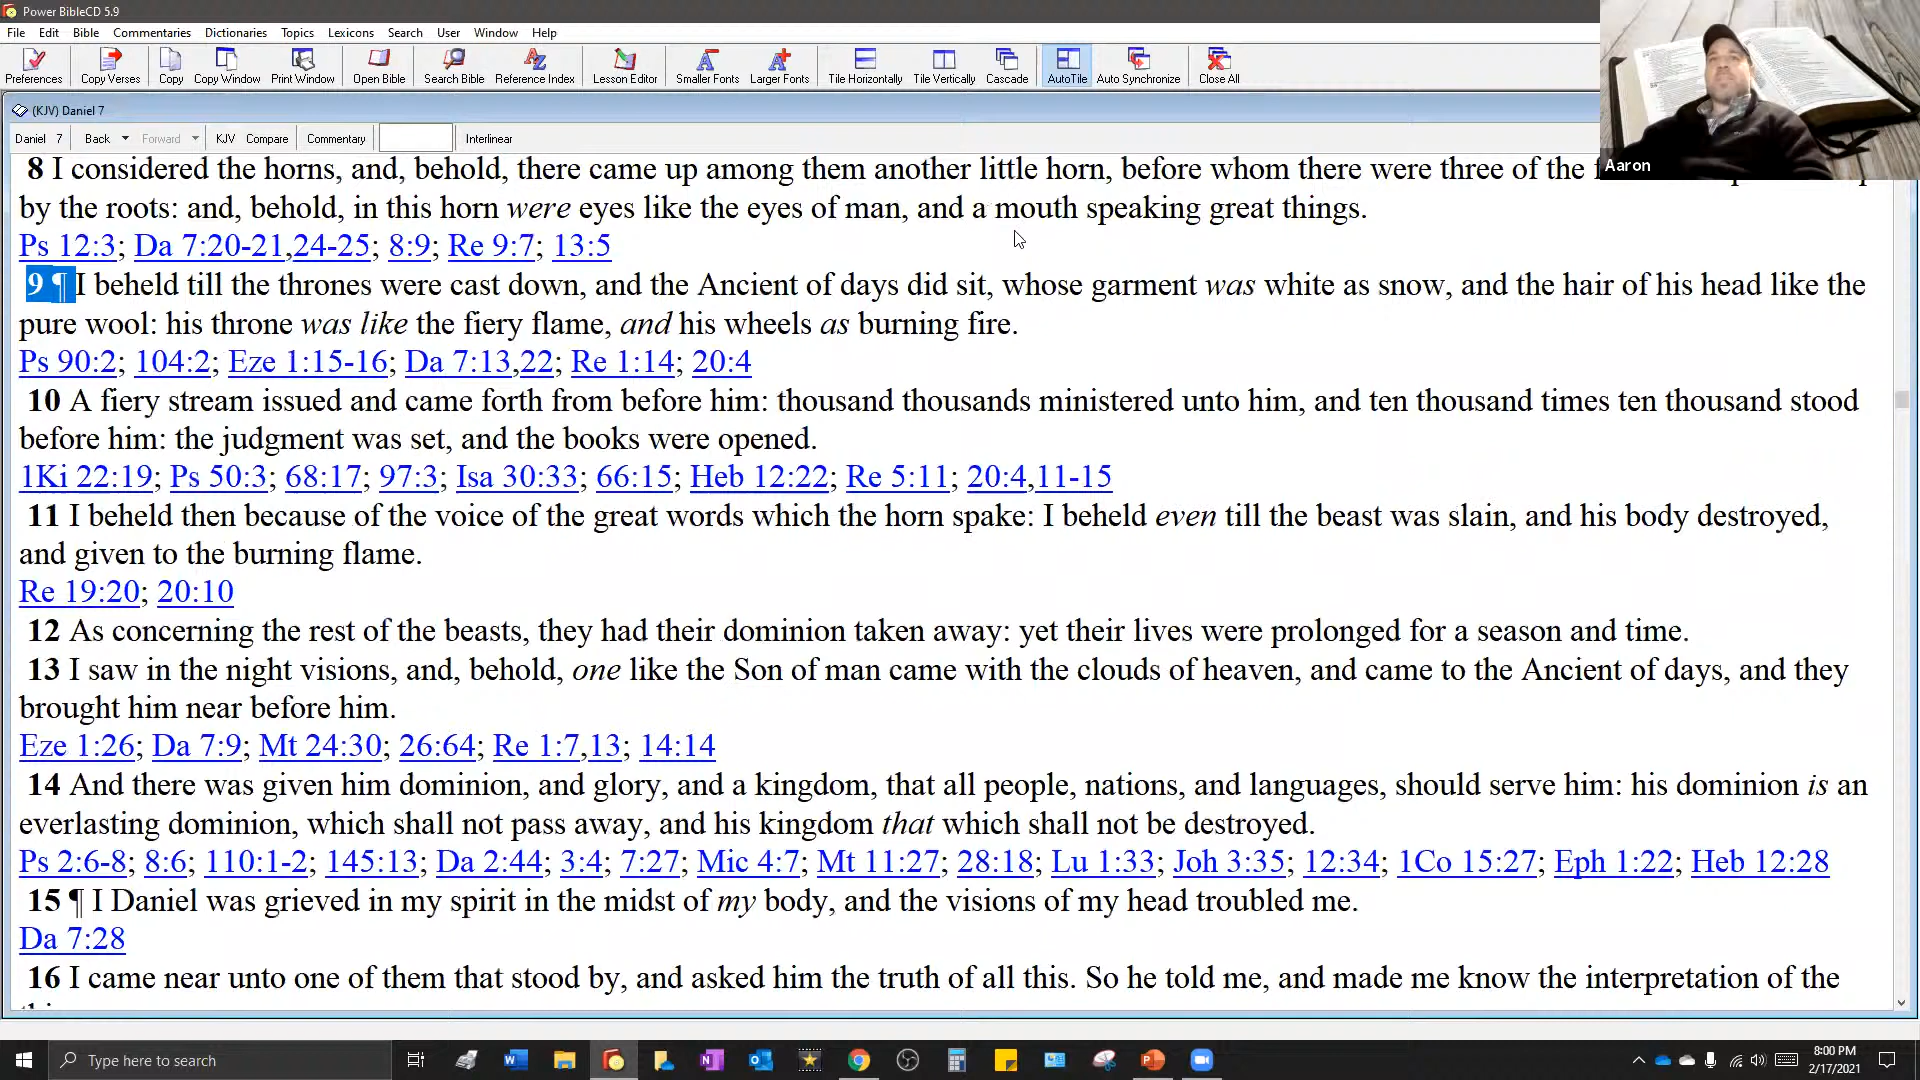 Power BibleCD 5.9
File Edit Bible Commentaries Dictionaries Topics Lexicons Search User Window Help
Preferences Copy Verses Copy Copy Window Print Window Open Bible Search Bible Reference Index Lesson Editor Smaller Fonts Larger Fonts Tile Horizontally Tile Vertically Cascade AutoTile Auto Synchronize Close All
(KJV) Daniel 7
Daniel 7 Back Forward KJV Compare Commentary Interlinear
Aaron
8 I considered the horns, and, behold, there came up among them another little horn, before whom there were three of the
by the roots: and, behold, in this horn were eyes like the eyes of man, and a mouth speaking great things.
Ps 12:3; Da 7:20-21,24-25; 8:9; Re 9:7; 13:5
9 ¶ I beheld till the thrones were cast down, and the Ancient of days did sit, whose garment was white as snow, and the hair of his head like the
pure wool: his throne was like the fiery flame, and his wheels as burning fire.
Ps 90:2; 104:2; Eze 1:15-16; Da 7:13,22; Re 1:14; 20:4
10 A fiery stream issued and came forth from before him: thousand thousands ministered unto him, and ten thousand times ten thousand stood
before him: the judgment was set, and the books were opened.
1Ki 22:19; Ps 50:3; 68:17; 97:3; Isa 30:33; 66:15; Heb 12:22; Re 5:11; 20:4,11-15
11 I beheld then because of the voice of the great words which the horn spake: I beheld even till the beast was slain, and his body destroyed,
and given to the burning flame.
Re 19:20; 20:10
12 As concerning the rest of the beasts, they had their dominion taken away: yet their lives were prolonged for a season and time.
13 I saw in the night visions, and, behold, one like the Son of man came with the clouds of heaven, and came to the Ancient of days, and they
brought him near before him.
Eze 1:26; Da 7:9; Mt 24:30; 26:64; Re 1:7,13; 14:14
14 And there was given him dominion, and glory, and a kingdom, that all people, nations, and languages, should serve him: his dominion is an
everlasting dominion, which shall not pass away, and his kingdom that which shall not be destroyed.
Ps 2:6-8; 8:6; 110:1-2; 145:13; Da 2:44; 3:4; 7:27; Mic 4:7; Mt 11:27; 28:18; Lu 1:33; Joh 3:35; 12:34; 1Co 15:27; Eph 1:22; Heb 12:28
15 ¶ I Daniel was grieved in my spirit in the midst of my body, and the visions of my head troubled me.
Da 7:28
16 I came near unto one of them that stood by, and asked him the truth of all this. So he told me, and made me know the interpretation of the
Type here to search
8:00 PM
2/17/2021